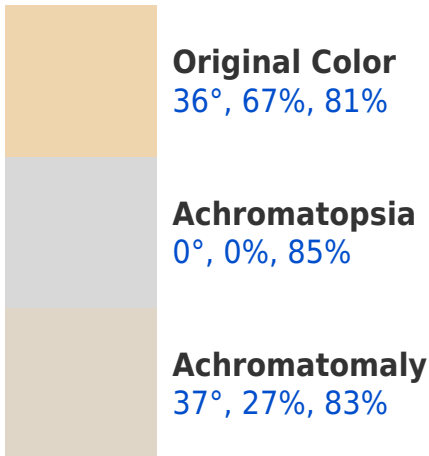 Original Color
36°, 67%, 81%
Achromatopsia
0°, 0%, 85%
Achromatomaly
37°, 27%, 83%